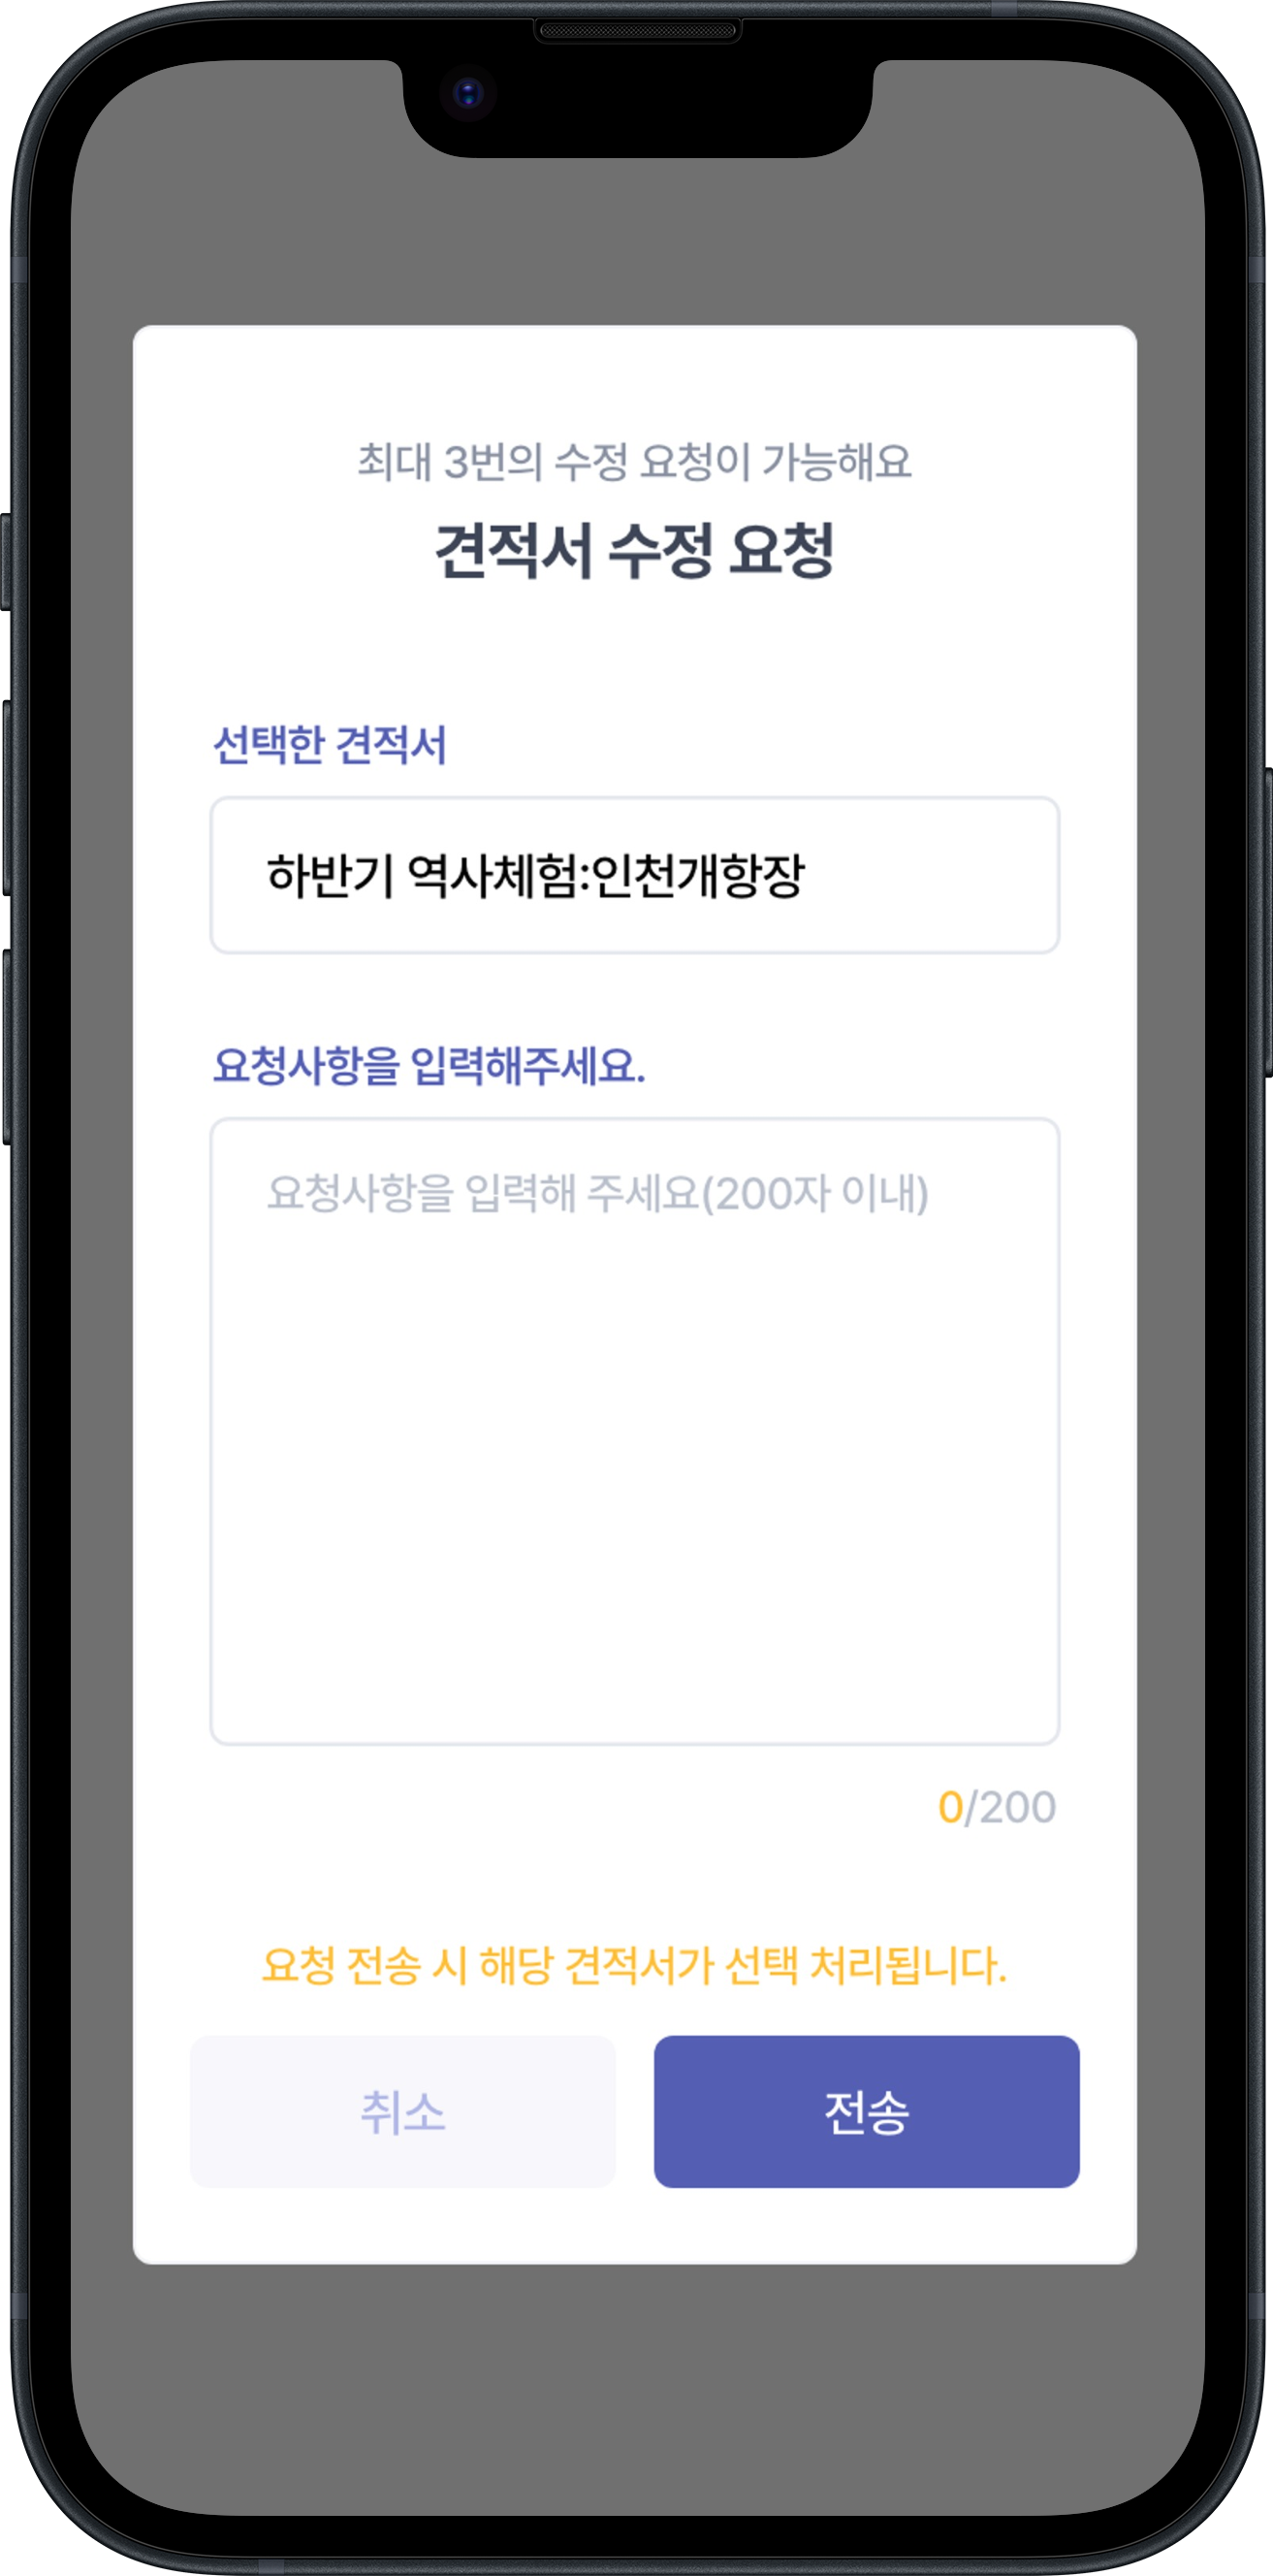 최대 3번의 수정 요청이 가능해요
견적서 수정 요청
선택한 견적서
하반기 역사체험:인천개항장
요청사항을 입력해주세요.
요청사항을 입력해 주세요(200자 이내)
0/200
요청 전송 시 해당 견적서가 선택 처리됩니다.
취소
전송